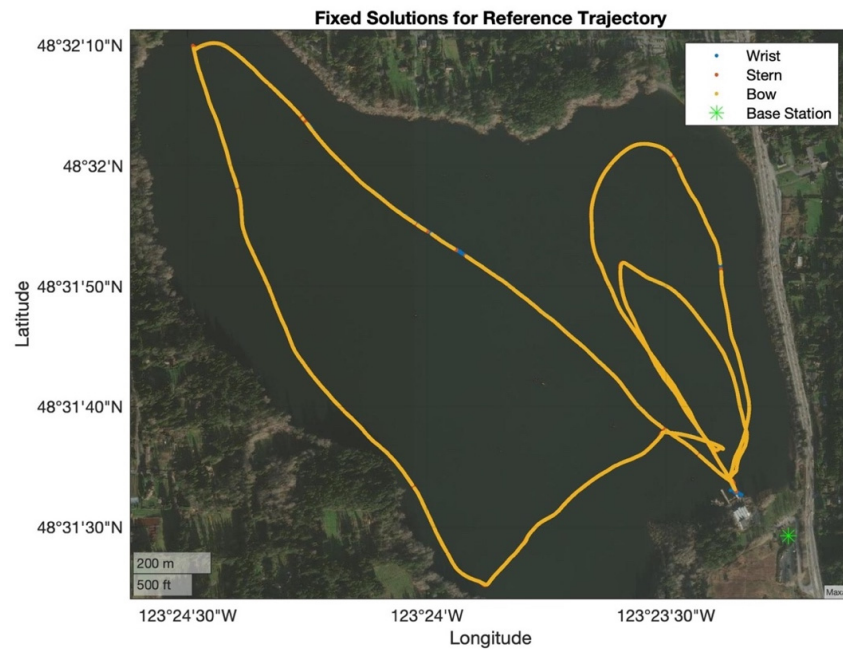 Fixed Solutions for Reference Trajectory
48°32'10"N
48°32'N
48°31'50"N
48°31'40"N
48°31'30"N
Latitude
Wrist
Stern
Bow
Base Station
200 m
500 ft
123°24'30"W
123°24'W
123°23'30"W
Longitude